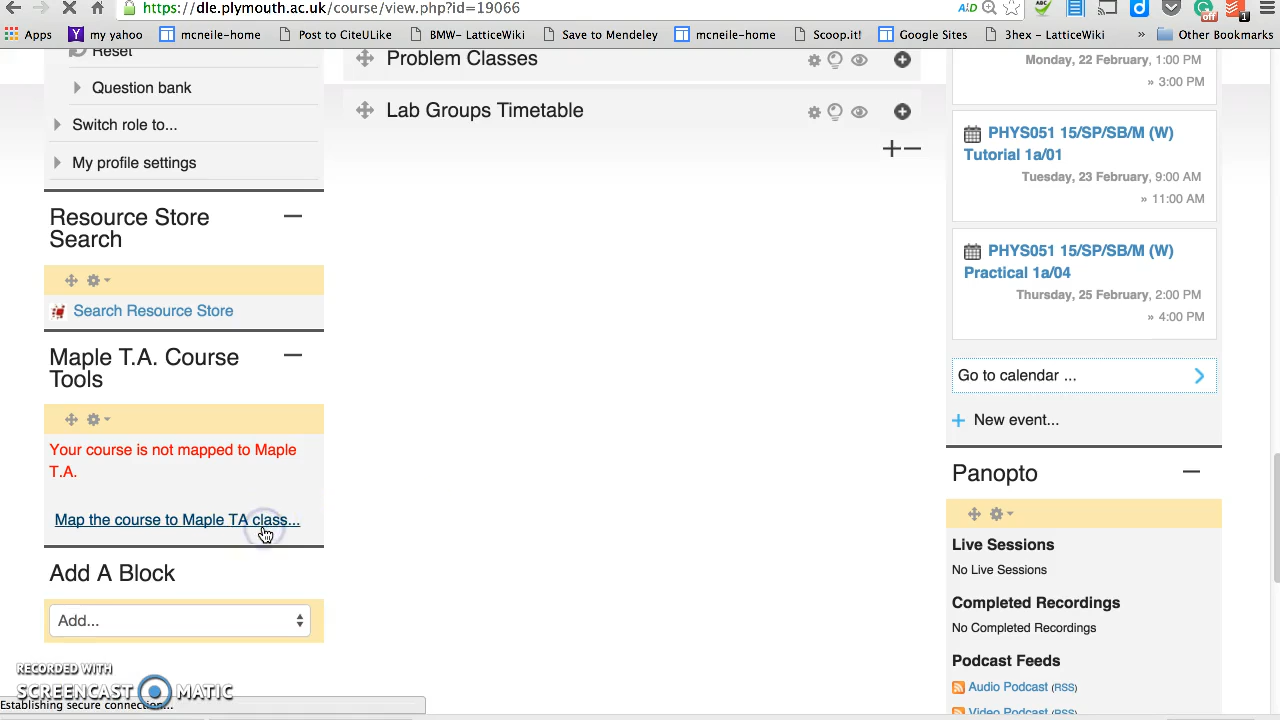 https://dle.plymouth.ac.uk/course/view.php?id=19066
Apps my yahoo mcneile-home Post to CiteULike BMW- LatticeWiki Save to Mendeley mcneile-home Scoop.it! Google Sites 3hex - LatticeWiki » Other Bookmarks
off 1
Reset
Question bank
Switch role to...
My profile settings
Resource Store
Search
Search Resource Store
Maple T.A. Course
Tools
Your course is not mapped to Maple
T.A.
Map the course to Maple TA class...
Add A Block
Add...
RECORDED WITH
SCREENCAST MATIC
Establishing secure connection...
Problem Classes
Lab Groups Timetable
Monday, 22 February, 1:00 PM
» 3:00 PM
PHYS051 15/SP/SB/M (W)
Tutorial 1a/01
Tuesday, 23 February, 9:00 AM
» 11:00 AM
PHYS051 15/SP/SB/M (W)
Practical 1a/04
Thursday, 25 February, 2:00 PM
» 4:00 PM
Go to calendar ...
New event...
Panopto
Live Sessions
No Live Sessions
Completed Recordings
No Completed Recordings
Podcast Feeds
Audio Podcast (RSS)
Video Podcast (RSS)